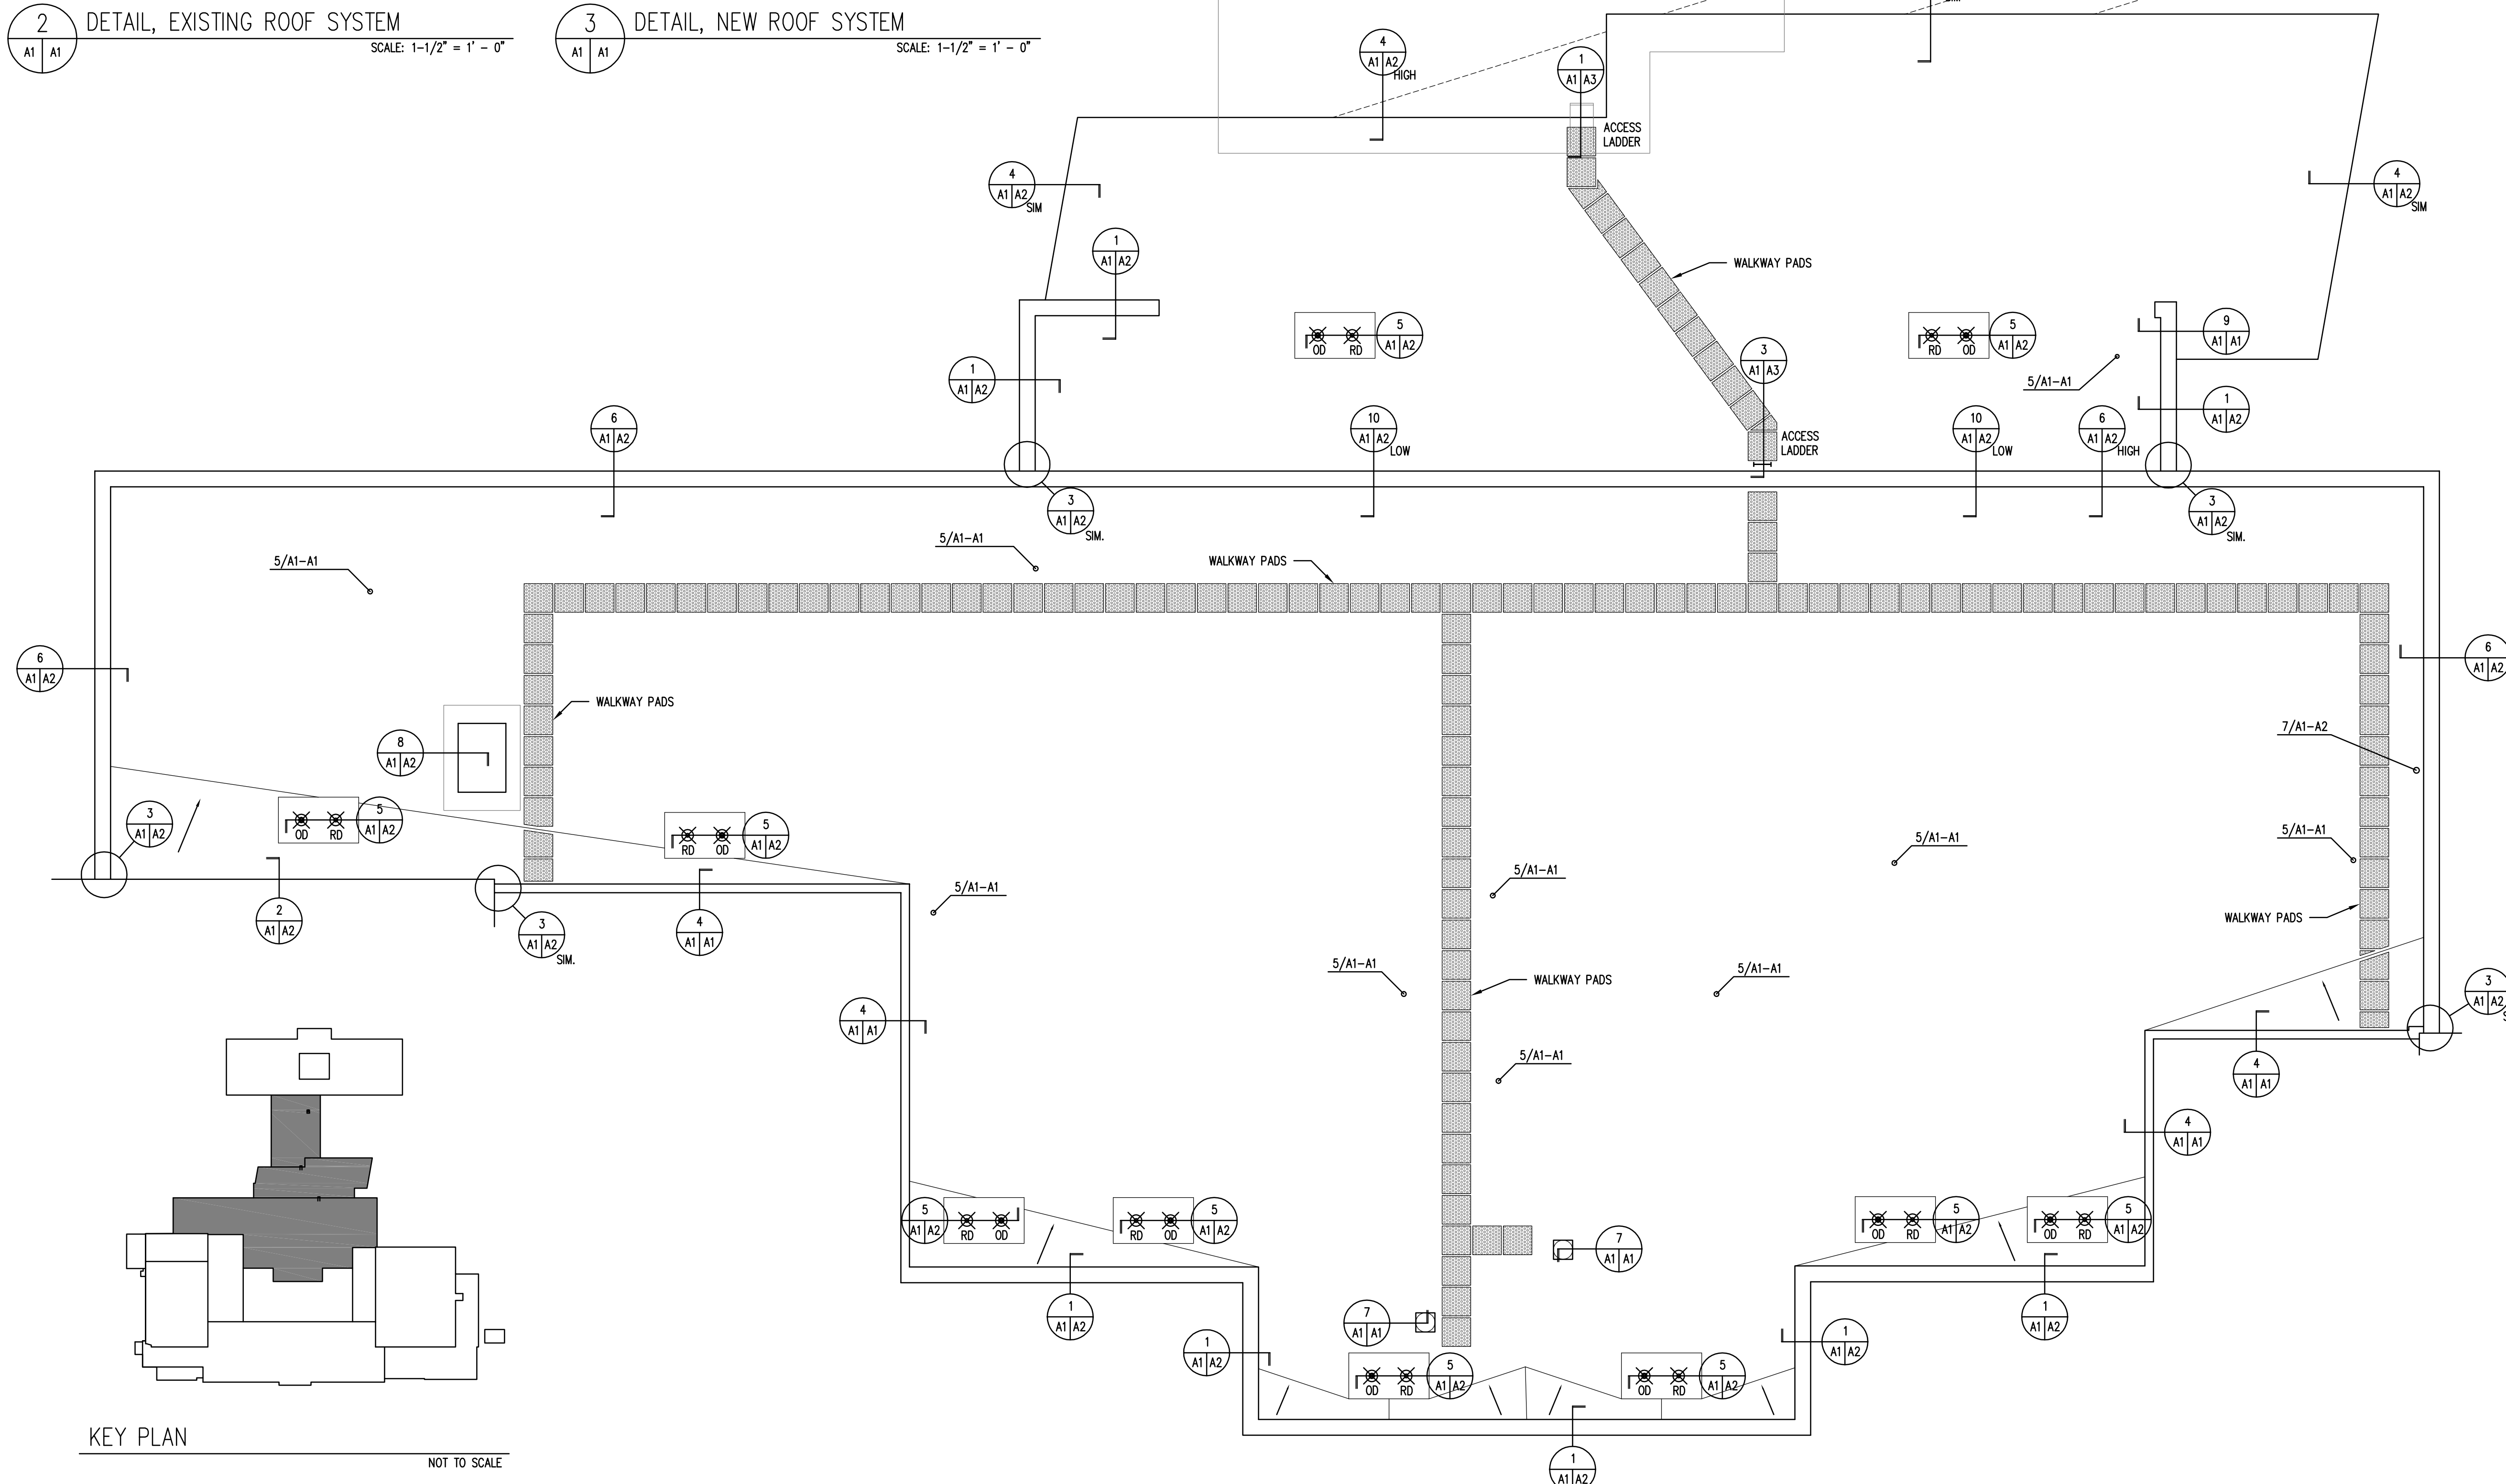 2
A1 A1
DETAIL, EXISTING ROOF SYSTEM
SCALE: 1-1/2" = 1' - 0"
3
A1 A1
DETAIL, NEW ROOF SYSTEM
SCALE: 1-1/2" = 1' - 0"
4
A1 A2
HIGH
1
A1 A3
ACCESS
LADDER
4
A1 A2
SIM
4
A1 A2
SIM
1
A1 A2
WALKWAY PADS
OD RD
5
A1 A2
RD OD
5
A1 A2
9
A1 A1
3
A1 A3
1
A1 A2
5/A1-A1
1
A1 A2
6
A1 A2
10
A1 A2
LOW
ACCESS
LADDER
10
A1 A2
LOW
6
A1 A2
HIGH
3
A1 A2
SIM.
3
A1 A2
SIM.
5/A1-A1
5/A1-A1
WALKWAY PADS
6
A1 A2
6
A1 A2
WALKWAY PADS
7/A1-A2
8
A1 A2
3
A1 A2
OD RD
5
A1 A2
RD OD
5
A1 A2
5/A1-A1
5/A1-A1
5/A1-A1
5/A1-A1
2
A1 A2
3
A1 A2
SIM.
4
A1 A1
WALKWAY PADS
5/A1-A1
WALKWAY PADS
5/A1-A1
3
A1 A2
4
A1 A1
5/A1-A1
4
A1 A1
4
A1 A1
5
A1 A2
RD OD
RD OD
5
A1 A2
OD RD
5
A1 A2
OD RD
5
A1 A2
7
A1 A1
1
A1 A2
7
A1 A1
1
A1 A2
1
A1 A2
1
A1 A2
OD RD
5
A1 A2
OD RD
5
A1 A2
1
A1 A2
KEY PLAN
NOT TO SCALE